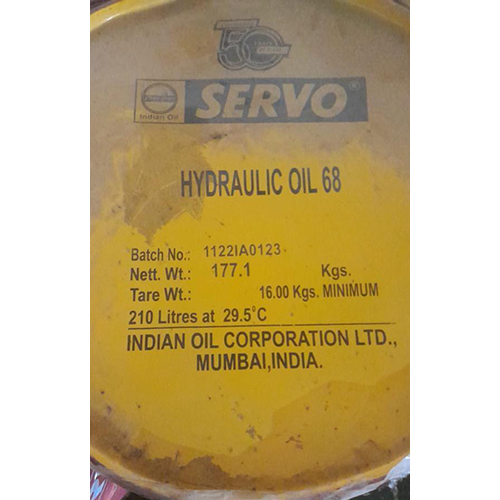 50
Indian Oil
SERVO®
HYDRAULIC OIL 68
Batch No.: 1122IA0123
Nett. Wt.: 177.1 Kgs.
Tare Wt.: 16.00 Kgs. MINIMUM
210 Litres at 29.5°C
INDIAN OIL CORPORATION LTD.,
MUMBAI,INDIA.